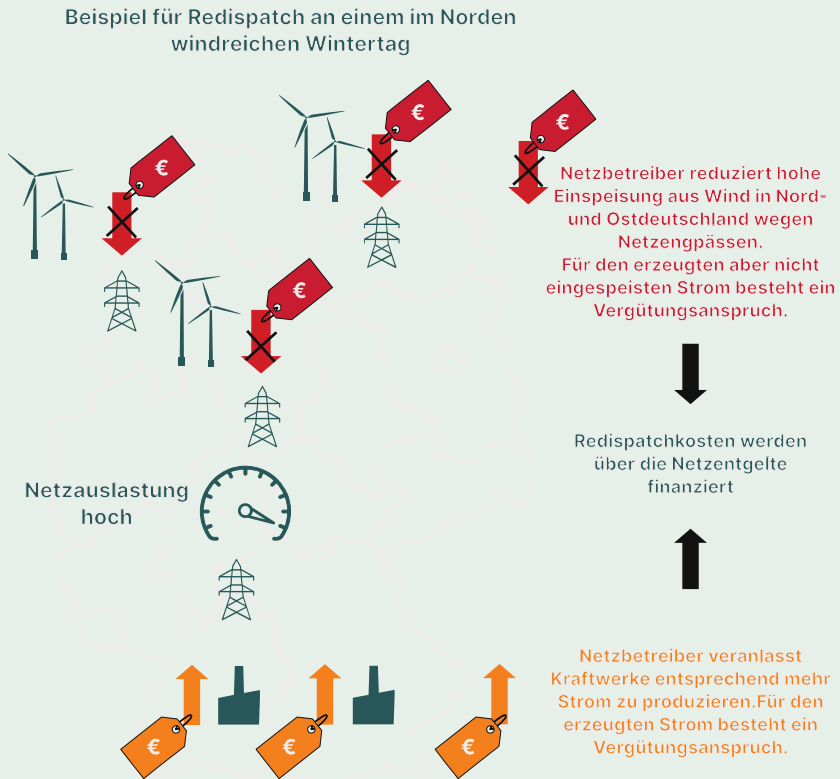 Beispiel für Redispatch an einem im Norden
windreichen Wintertag
€
€
€
€
Netzbetreiber reduziert hohe
Einspeisung aus Wind in Nord-
und Ostdeutschland wegen
Netzengpässen.
Für den erzeugten aber nicht
eingespeisten Strom besteht ein
Vergütungsanspruch.
Redispatchkosten werden
über die Netzentgelte
finanziert
Netzauslastung
hoch
Netzbetreiber veranlasst
Kraftwerke entsprechend mehr
Strom zu produzieren.Für den
erzeugten Strom besteht ein
Vergütungsanspruch.
€
€
€